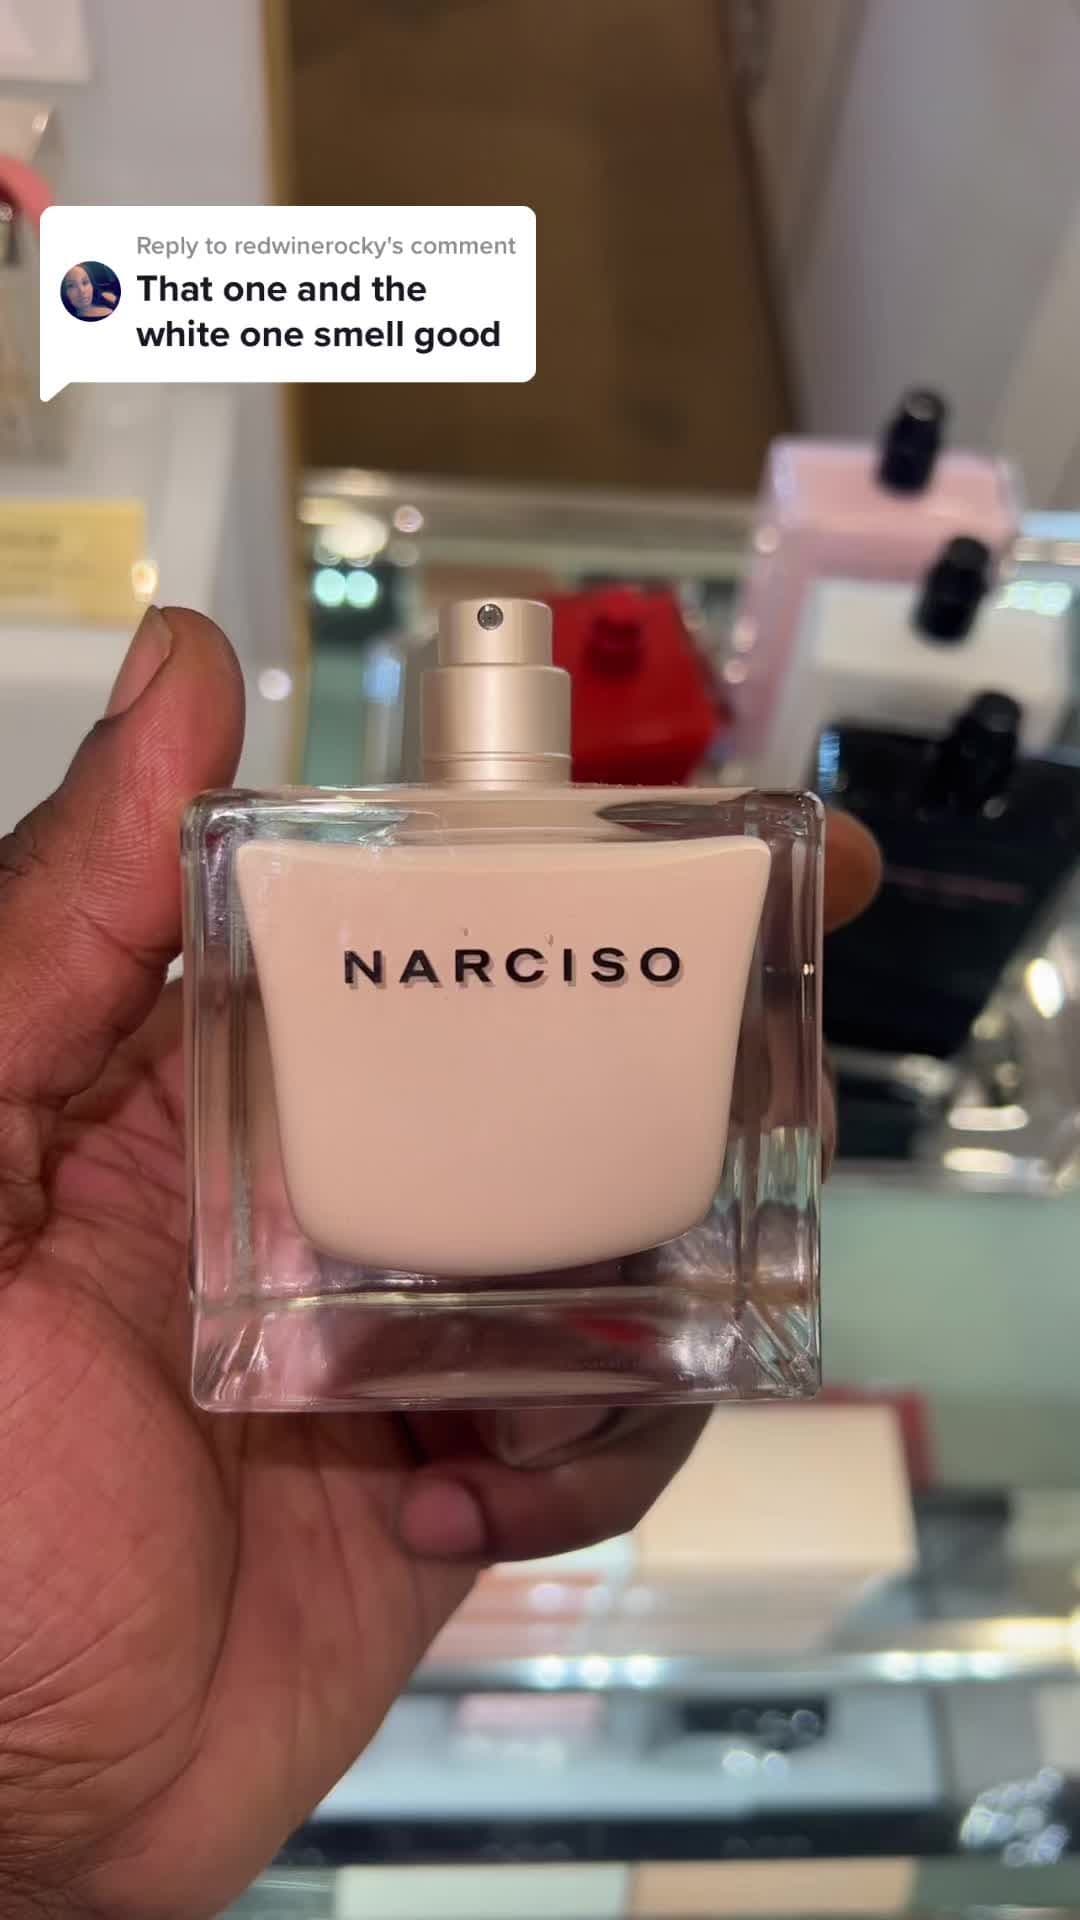 Reply to redwinerocky's comment
That one and the
white one smell good
NARCISO